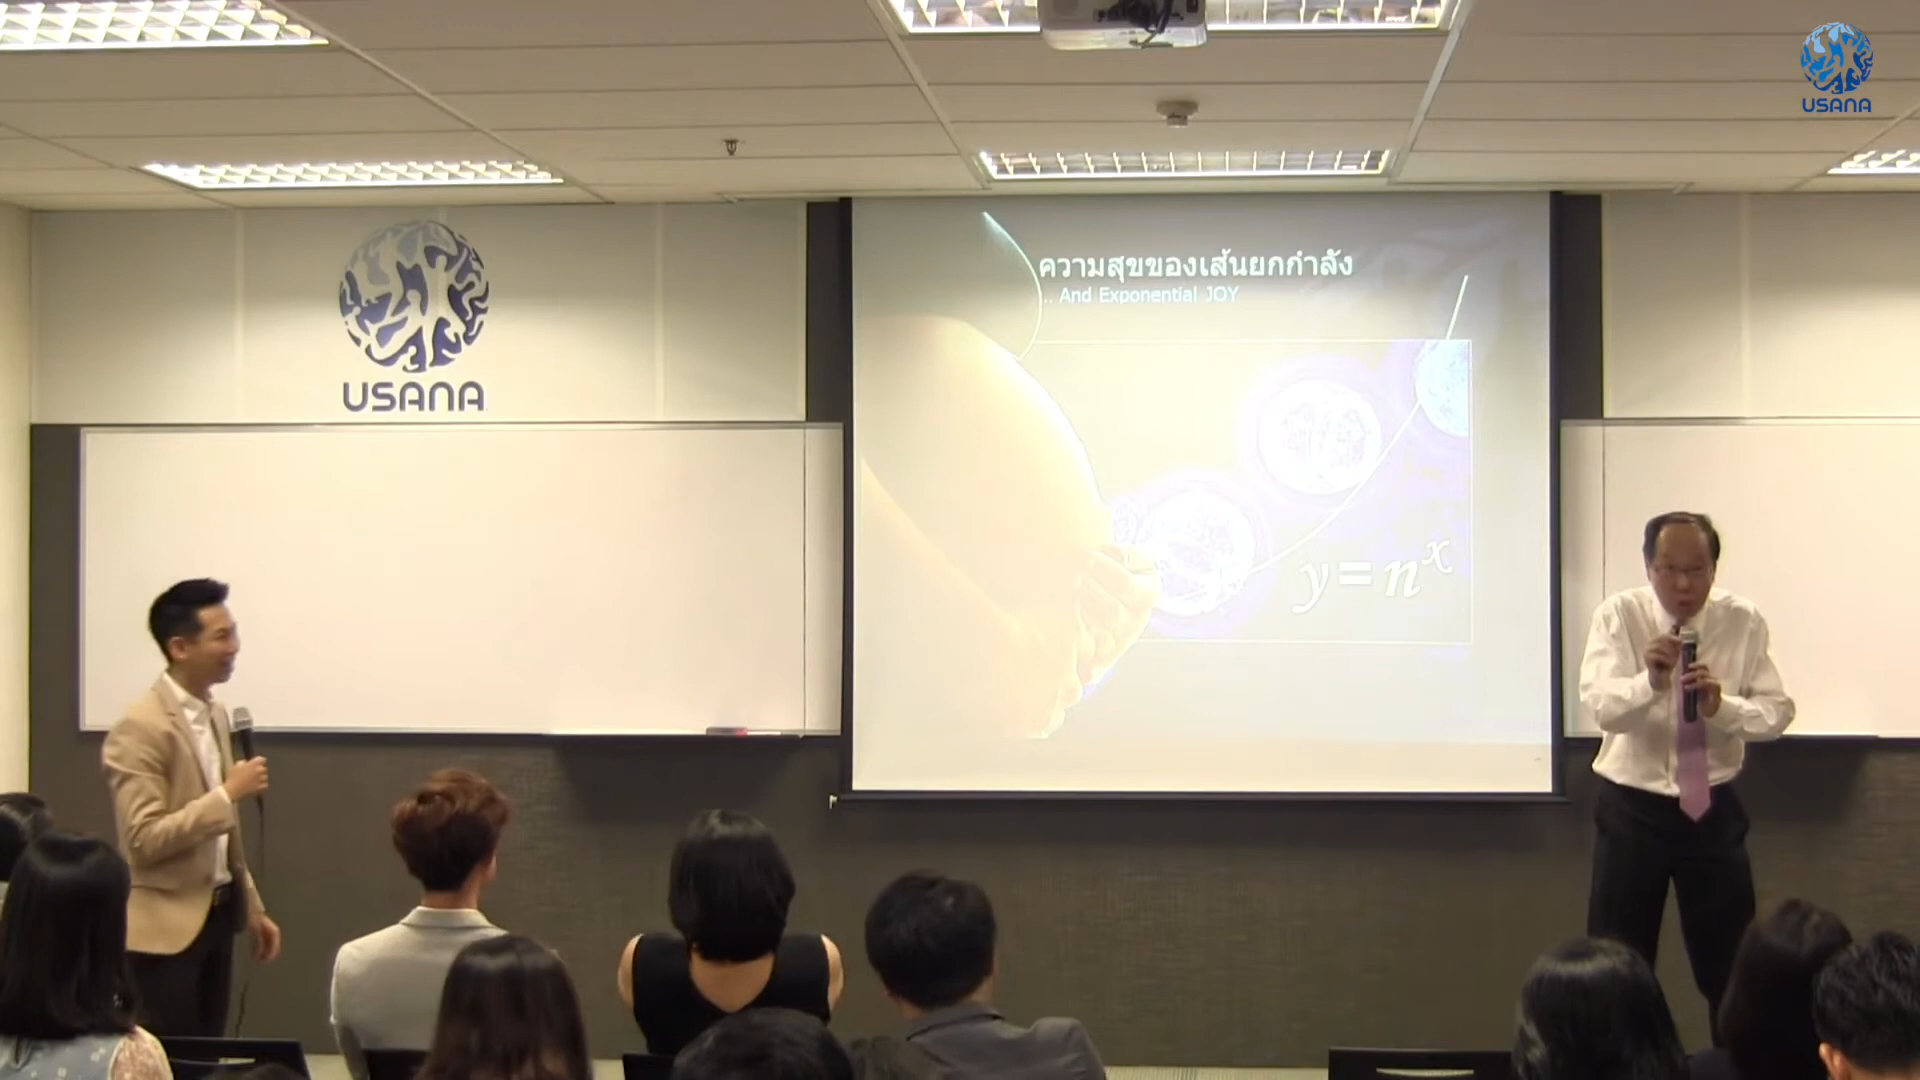 USANA
USANA
ความสุขของเส้นยกกำลัง
.. And Exponential JOY
y=nˣ